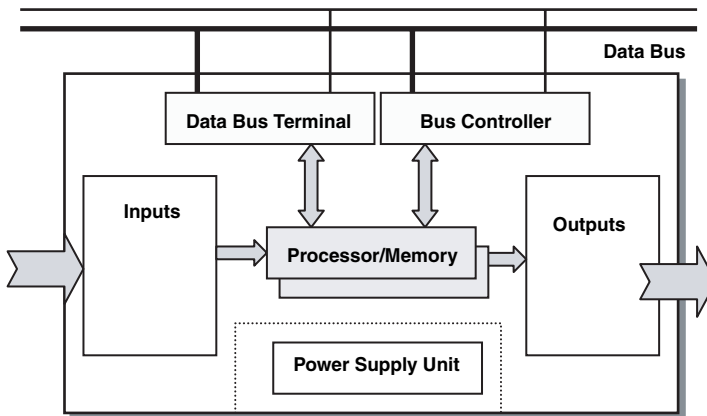 Data Bus
Data Bus Terminal
Bus Controller
Inputs
Outputs
Processor/Memory
Power Supply Unit